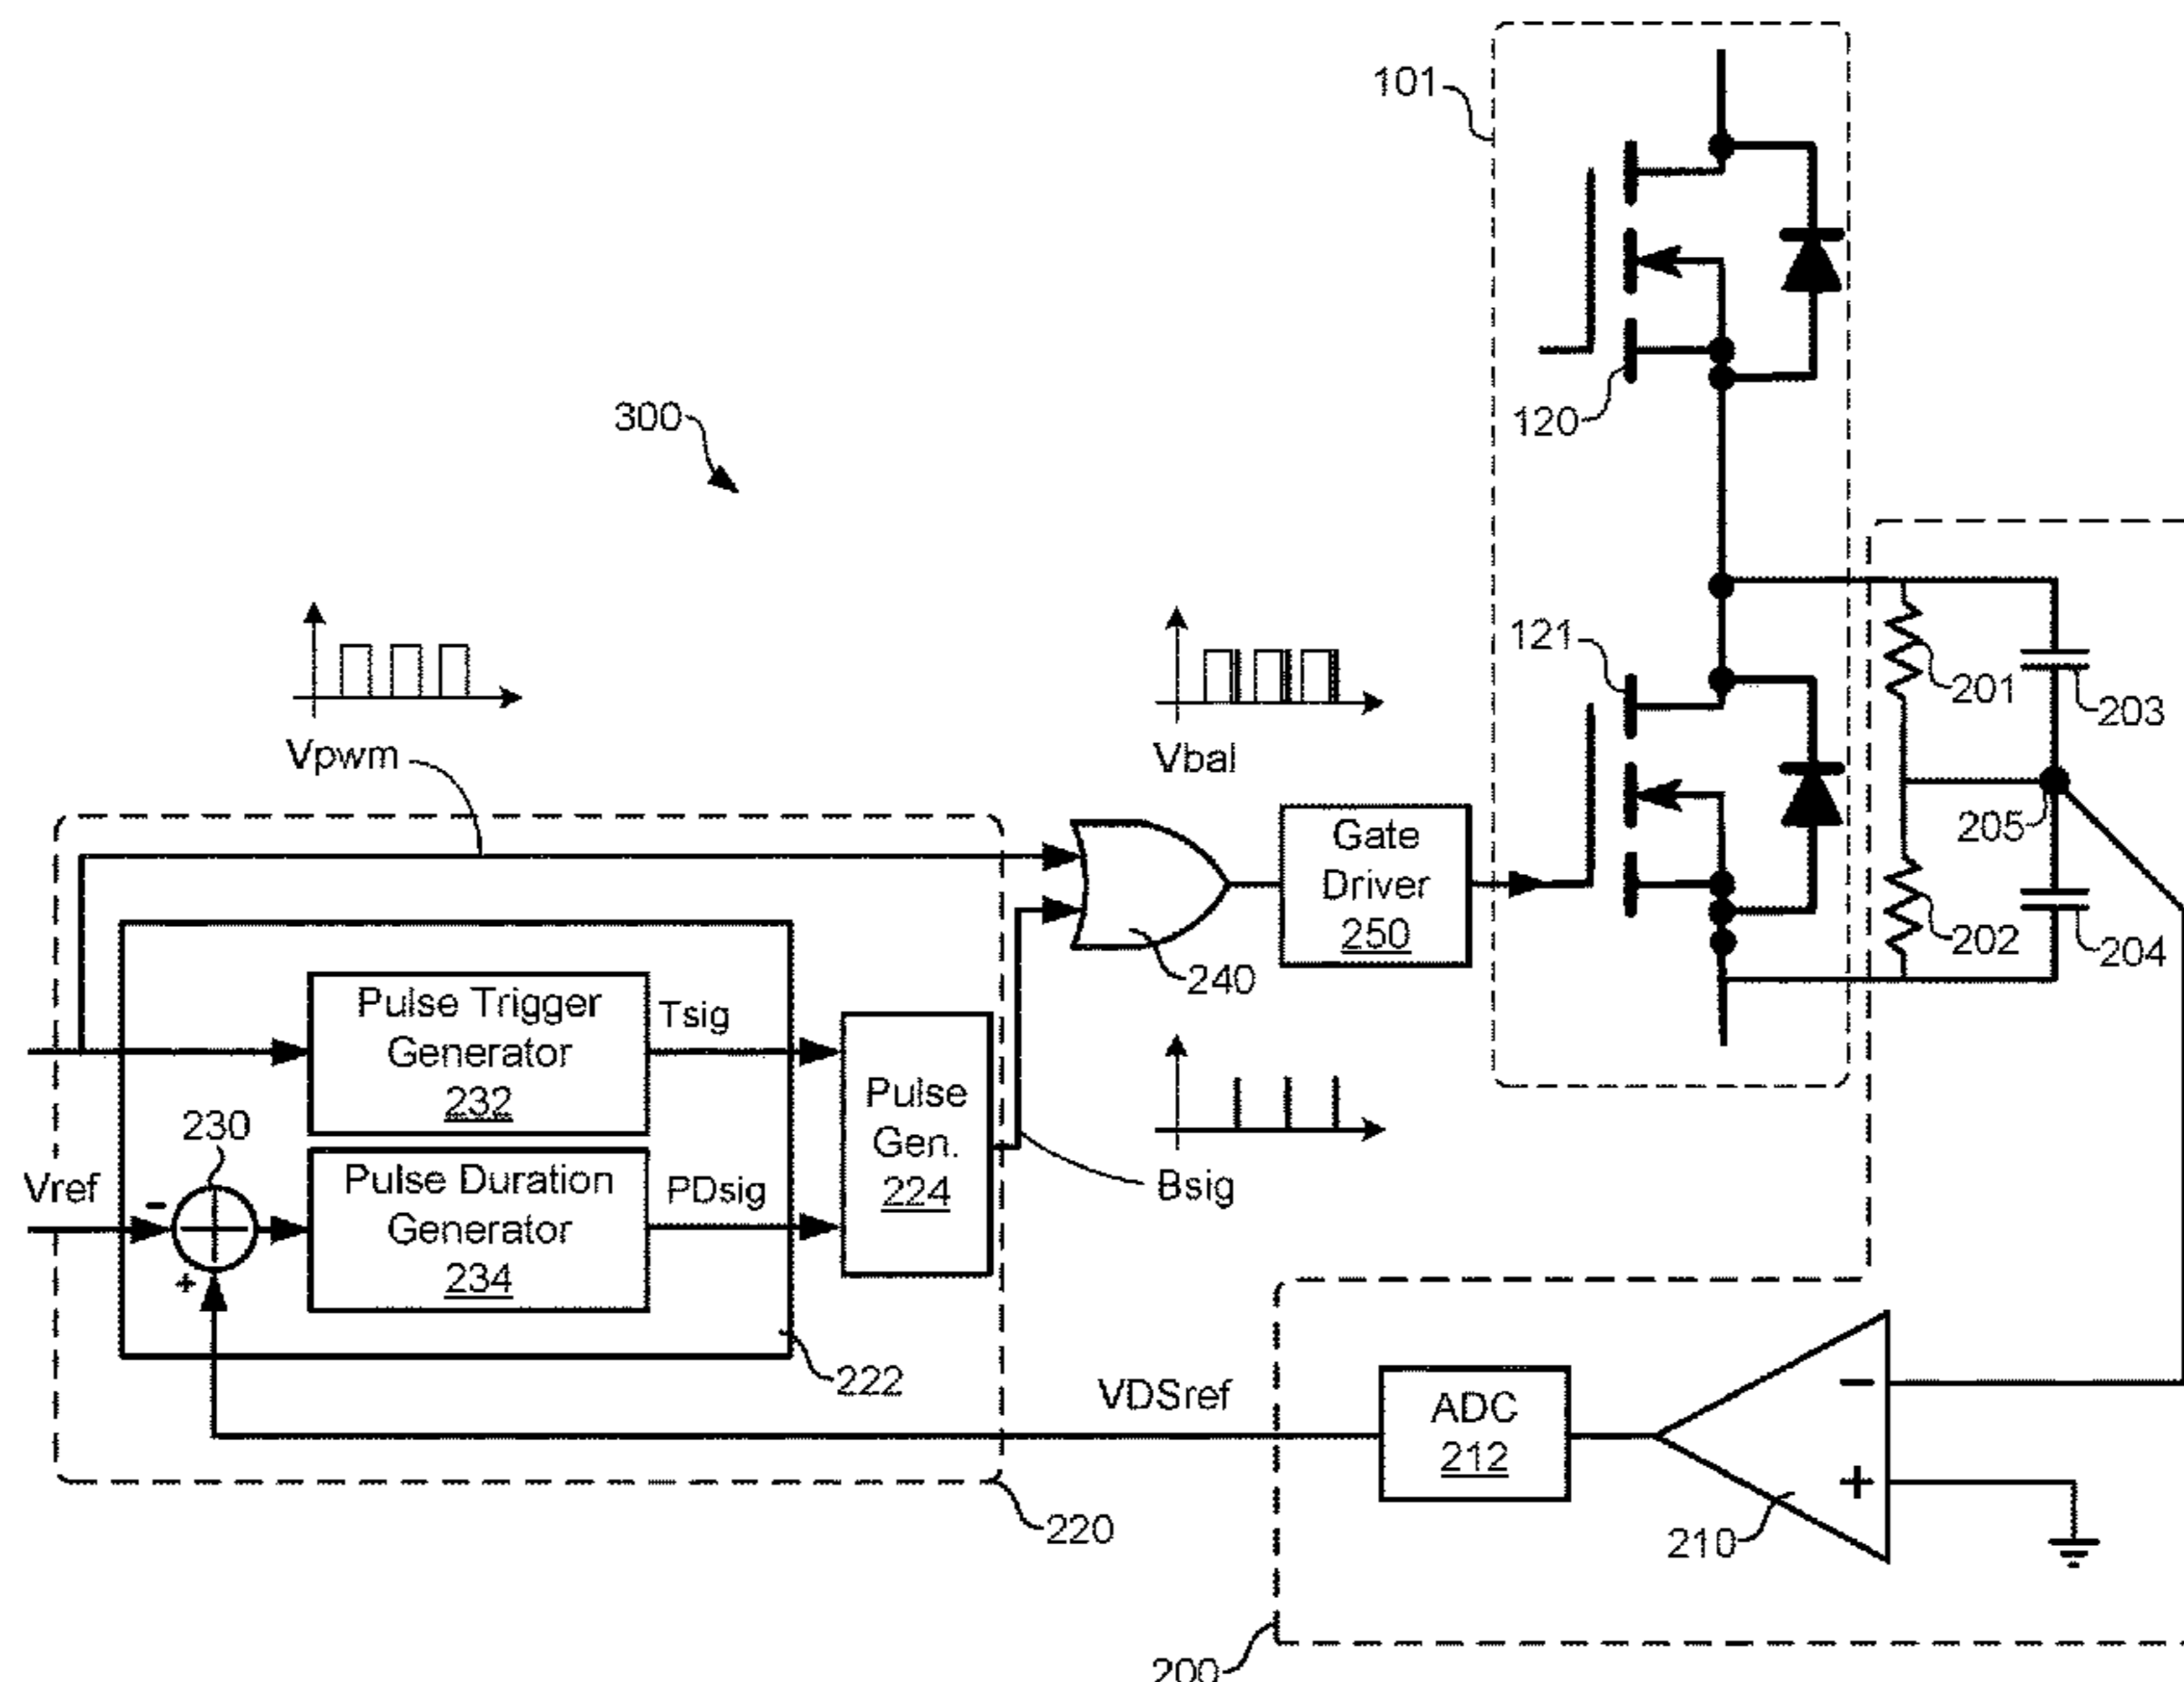 101
120
300
121
201
203
Vpwm
Vbal
205
Gate
Driver
250
202
204
240
Pulse Trigger
Generator
232
Tsig
Pulse
Gen.
224
230
Vref
-
+
Pulse Duration
Generator
234
PDsig
Bsig
222
VDSref
ADC
212
−
+
210
220
200